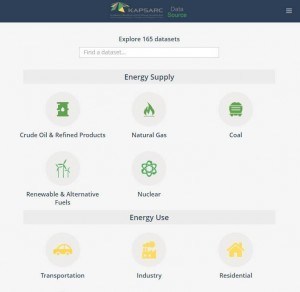 KAPSARC
Data
Source
Explore 165 datasets
Find a dataset...
Energy Supply
Crude Oil & Refined Products
Natural Gas
Coal
Renewable & Alternative
Fuels
Nuclear
Energy Use
Transportation
Industry
Residential